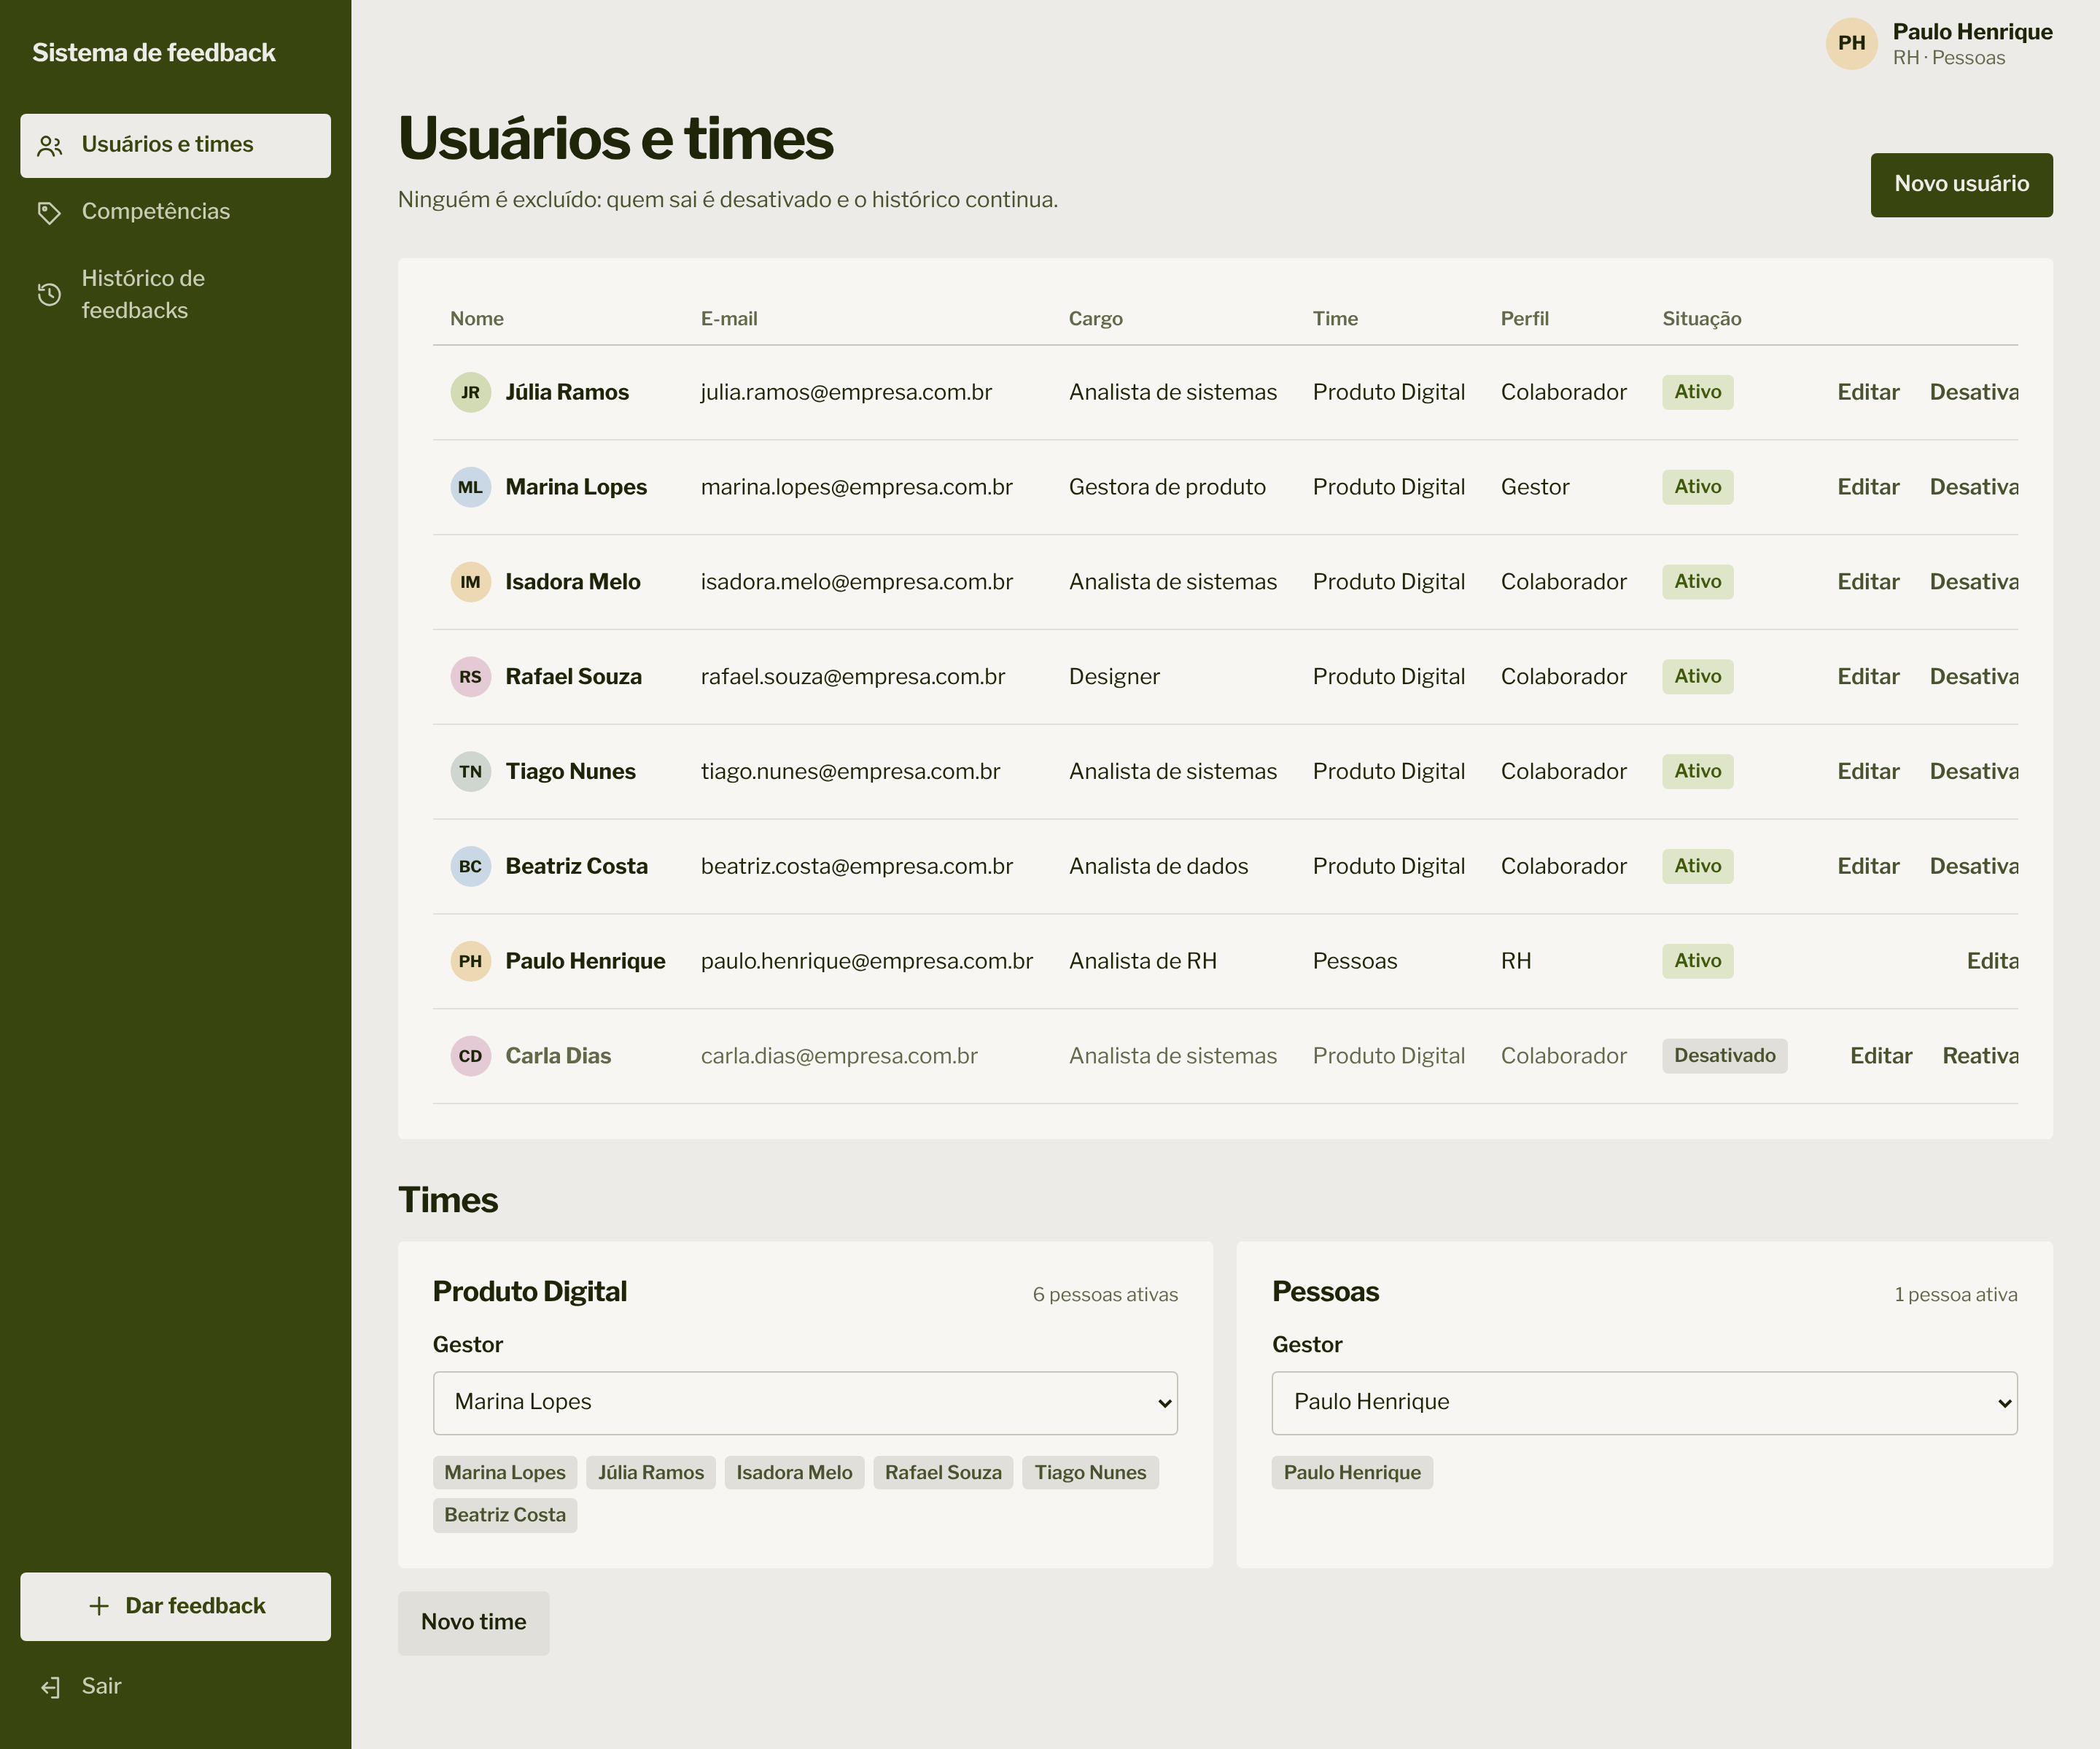 Sistema de feedback
Usuários e times
Competências
Histórico de
feedbacks
Dar feedback
Sair
PH
Paulo Henrique
RH · Pessoas
Usuários e times
Ninguém é excluído: quem sai é desativado e o histórico continua.
Novo usuário
Nome E-mail Cargo Time Perfil Situação
JR Júlia Ramos julia.ramos@empresa.com.br Analista de sistemas Produto Digital Colaborador Ativo Editar Desativa
ML Marina Lopes marina.lopes@empresa.com.br Gestora de produto Produto Digital Gestor Ativo Editar Desativa
IM Isadora Melo isadora.melo@empresa.com.br Analista de sistemas Produto Digital Colaborador Ativo Editar Desativa
RS Rafael Souza rafael.souza@empresa.com.br Designer Produto Digital Colaborador Ativo Editar Desativa
TN Tiago Nunes tiago.nunes@empresa.com.br Analista de sistemas Produto Digital Colaborador Ativo Editar Desativa
BC Beatriz Costa beatriz.costa@empresa.com.br Analista de dados Produto Digital Colaborador Ativo Editar Desativa
PH Paulo Henrique paulo.henrique@empresa.com.br Analista de RH Pessoas RH Ativo Edita
CD Carla Dias carla.dias@empresa.com.br Analista de sistemas Produto Digital Colaborador Desativado Editar Reativa
Times
Produto Digital 6 pessoas ativas
Gestor
Marina Lopes
Marina Lopes Júlia Ramos Isadora Melo Rafael Souza Tiago Nunes
Beatriz Costa
Pessoas 1 pessoa ativa
Gestor
Paulo Henrique
Paulo Henrique
Novo time